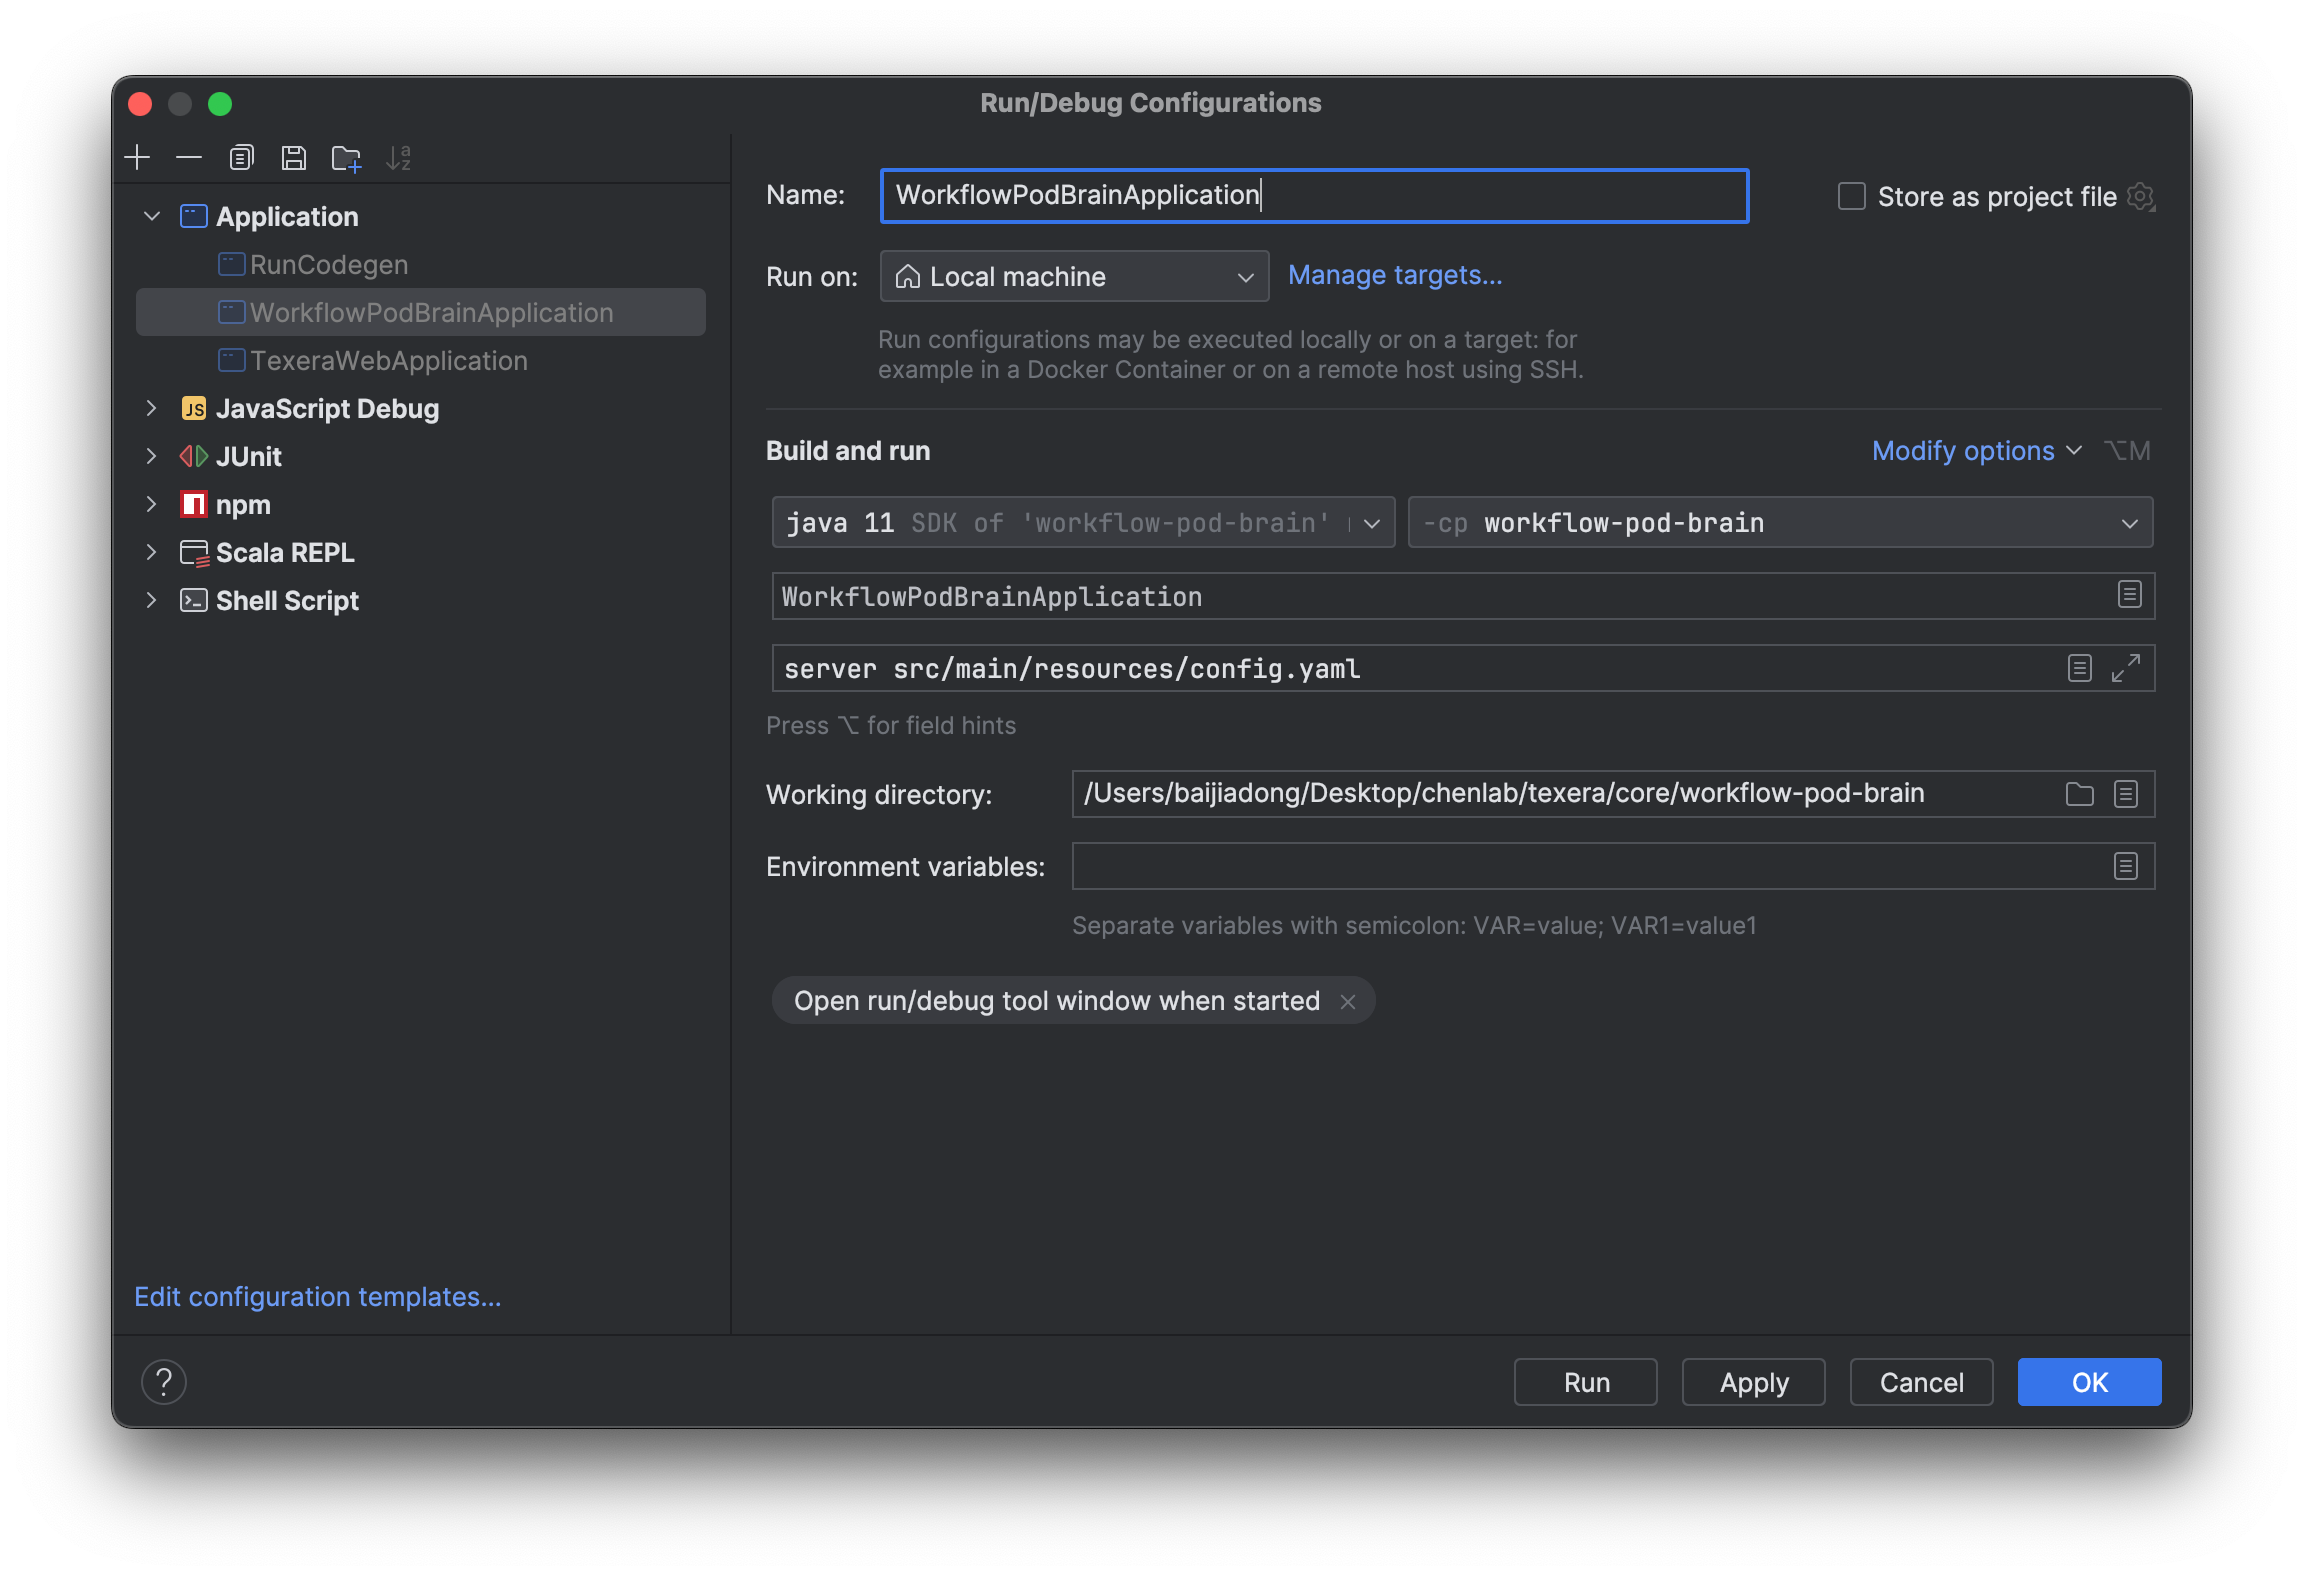 Run/Debug Configurations
Application
RunCodegen
WorkflowPodBrainApplication
TexeraWebApplication
JS JavaScript Debug
JUnit
npm
Scala REPL
Shell Script
Edit configuration templates...
Name: WorkflowPodBrainApplication
Store as project file
Run on: Local machine Manage targets...
Run configurations may be executed locally or on a target: for
example in a Docker Container or on a remote host using SSH.
Build and run Modify options ⌥M
java 11 SDK of 'workflow-pod-brain' -cp workflow-pod-brain
WorkflowPodBrainApplication
server src/main/resources/config.yaml
Press ⌥ for field hints
Working directory: /Users/baijiadong/Desktop/chenlab/texera/core/workflow-pod-brain
Environment variables:
Separate variables with semicolon: VAR=value; VAR1=value1
Open run/debug tool window when started ×
? Run Apply Cancel OK